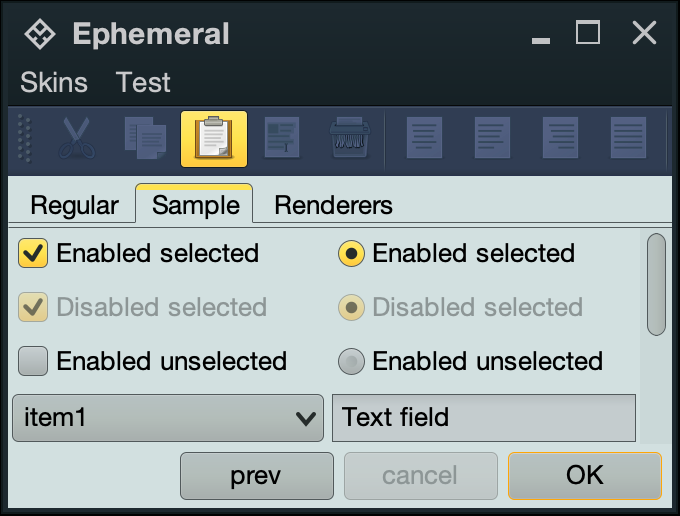 Ephemeral
Skins Test
Regular Sample Renderers
Enabled selected Enabled selected
Disabled selected Disabled selected
Enabled unselected Enabled unselected
item1 Text field
prev cancel OK